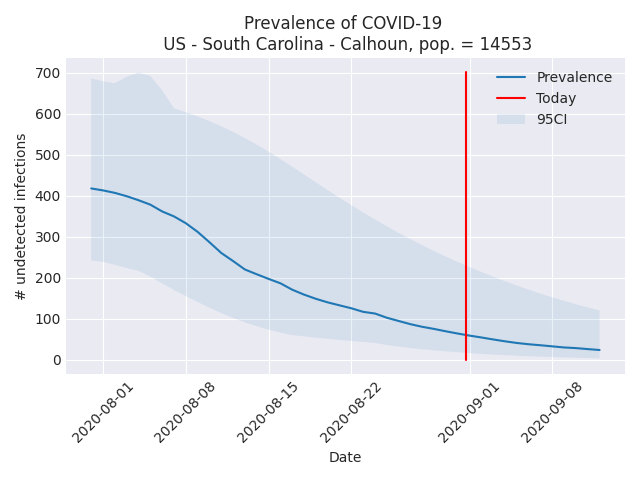 Prevalence of COVID-19
US - South Carolina - Calhoun, pop. = 14553
Prevalence
Today
95CI
700
600
500
400
300
200
100
0
# undetected infections
2020-08-01
2020-08-08
2020-08-15
2020-08-22
2020-09-01
2020-09-08
Date